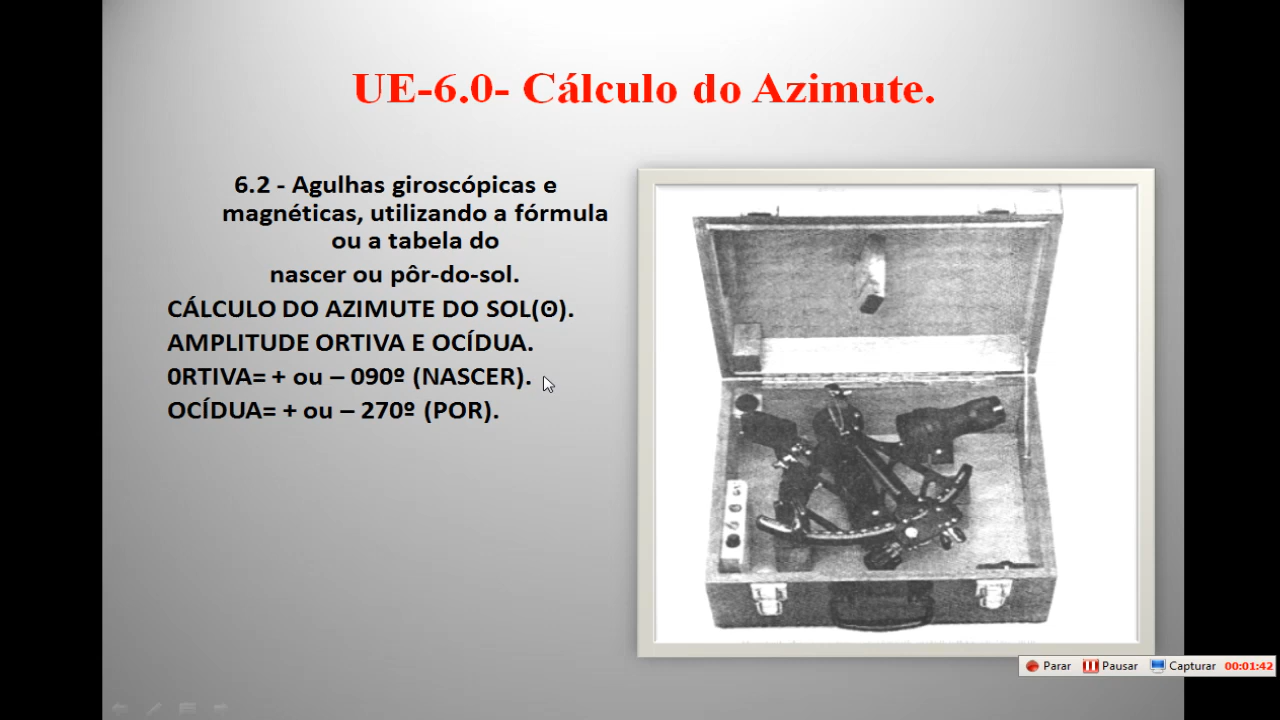 UE-6.0- Cálculo do Azimute.
6.2 - Agulhas giroscópicas e
magnéticas, utilizando a fórmula
ou a tabela do
nascer ou pôr-do-sol.
CÁLCULO DO AZIMUTE DO SOL(ʘ).
AMPLITUDE ORTIVA E OCÍDUA.
0RTIVA= + ou – 090º (NASCER).
OCÍDUA= + ou – 270º (POR).
Parar Pausar Capturar 00:01:42